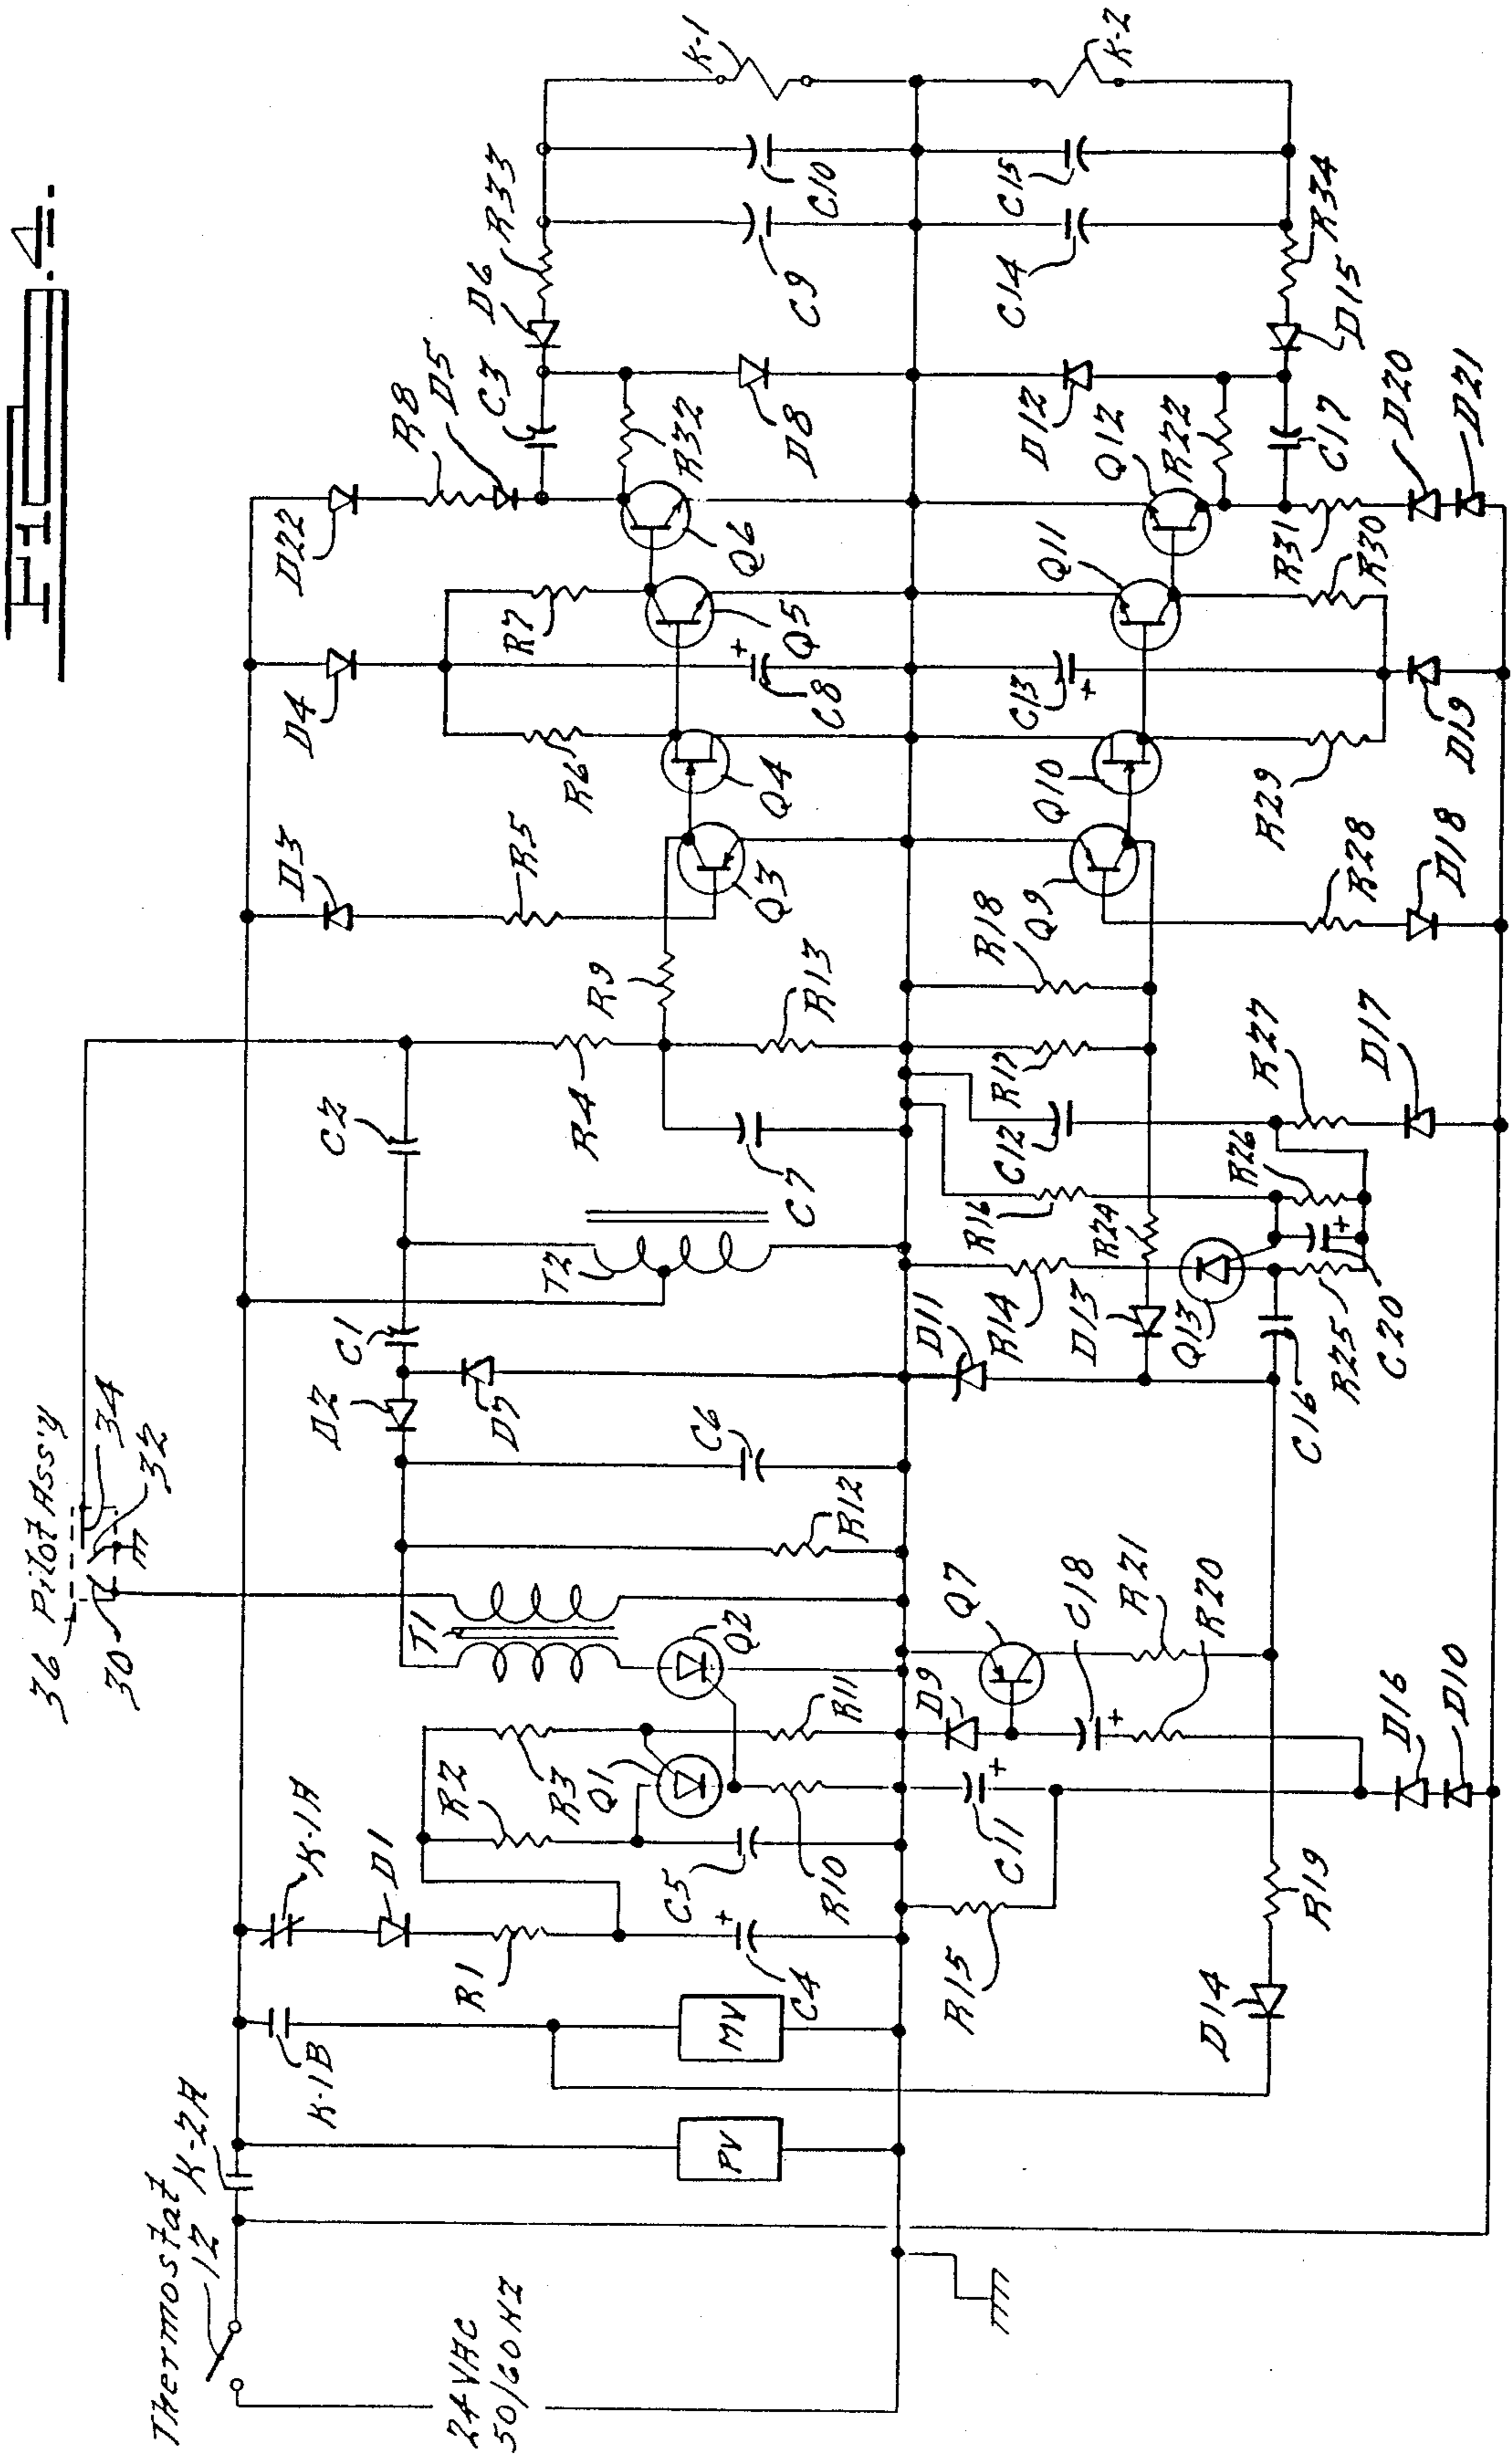 Fig. 4.
36 Pilot Ass'y
34
32
30
Thermostat
12
K-2A
24 VAC
50/60 HZ
K-1B
K-1A
D1
R1
R2
R3
Q1
T1
Q2
D2
C1
D7
T2
C2
R4
R9
D3
R5
D4
R6
R7
D22
R8
D5
C3
D6
R33
K-1
PV
MV
C4
C5
R10
R11
R12
C6
C7
R13
Q3
Q4
C8
Q5
Q6
R32
D8
C9
C10
R15
C11
D9
Q7
C18
R21
R20
D11
R14
D13
R24
R16
C12
R17
R18
Q9
Q10
C13
Q11
Q12
R22
D12
C14
C15
K-2
D14
R19
D16
D10
C16
Q13
R25
C20
R26
R27
D17
R28
D18
R29
D19
R30
R31
C17
D20
D21
D15
R34